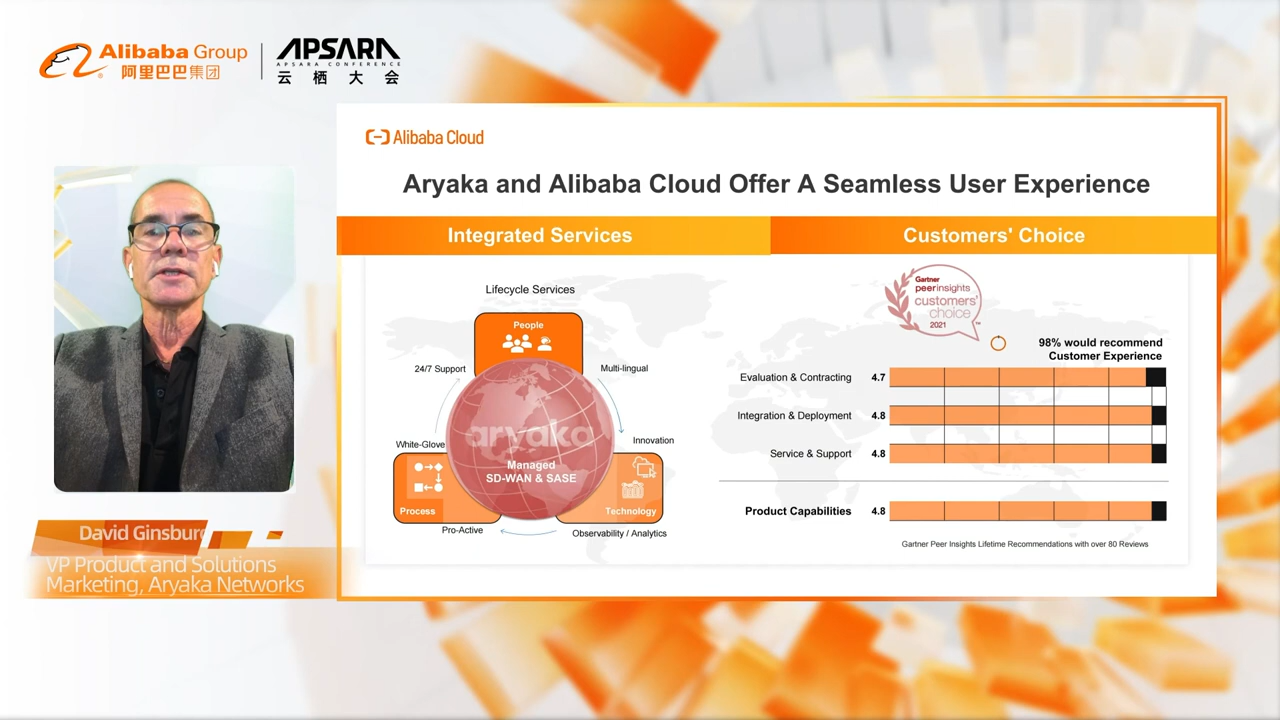 Alibaba Group
阿里巴巴集团
APSARA
APSARA CONFERENCE
云栖大会
Alibaba Cloud
Aryaka and Alibaba Cloud Offer A Seamless User Experience
Integrated Services
Customers' Choice
Lifecycle Services
People
24/7 Support
Multi-lingual
White-Glove
Innovation
aryaka
Managed
SD-WAN & SASE
Process
Technology
Pro-Active
Observability / Analytics
Gartner
peerinsights
customers'
choice
2021
98% would recommend
Customer Experience
Evaluation & Contracting 4.7
Integration & Deployment 4.8
Service & Support 4.8
Product Capabilities 4.8
Gartner Peer Insights Lifetime Recommendations with over 80 Reviews
David Ginsburg
VP Product and Solutions
Marketing, Aryaka Networks